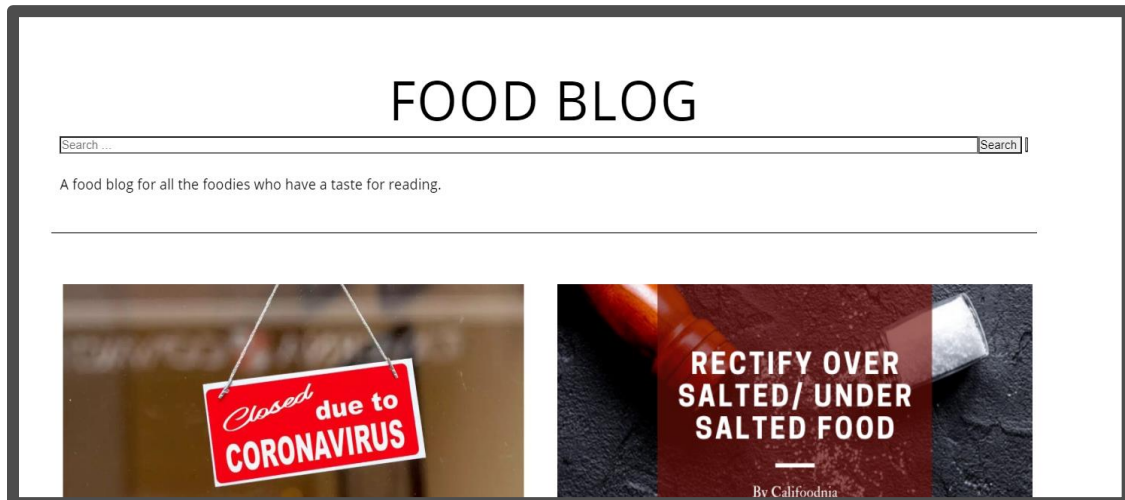 FOOD BLOG
Search ...
Search
A food blog for all the foodies who have a taste for reading.
Closed due to
CORONAVIRUS
RECTIFY OVER
SALTED/ UNDER
SALTED FOOD
By Califoodnia